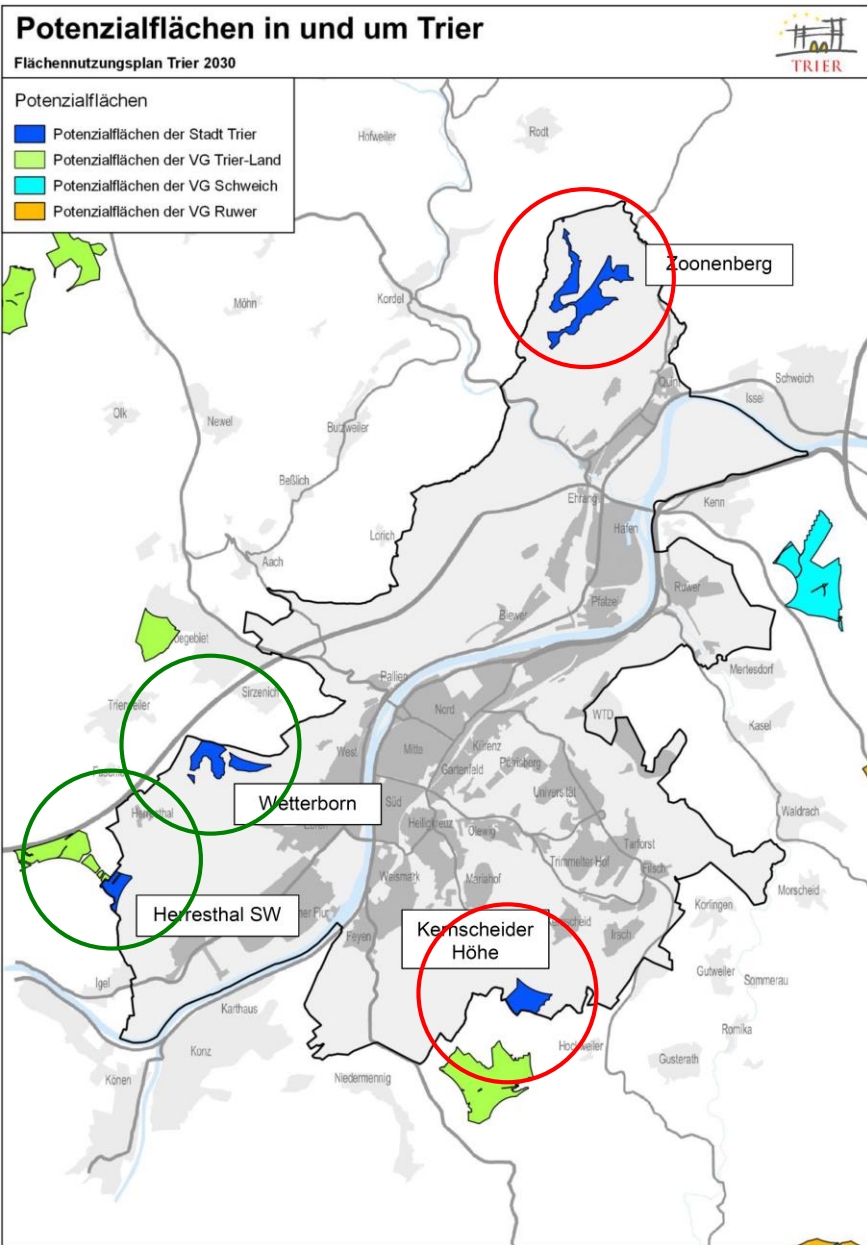 Potenzialflächen in und um Trier
Flächennutzungsplan Trier 2030
TRIER
Potenzialflächen
Potenzialflächen der Stadt Trier
Potenzialflächen der VG Trier-Land
Potenzialflächen der VG Schweich
Potenzialflächen der VG Ruwer
Hofweiler
Rodt
Zoonenberg
Möhn
Kordel
Quint
Schweich
Issel
Olk
Newel
Butzweiler
Beßlich
Ehrang
Kenn
Lorich
Hafen
Aach
Ruwer
Biewer
Pfalzel
Mertesdorf
Pallien
Sirzenich
Nord
WTD
Kasel
West
Mitte
Kürenz
Gartenfeld
Petrisberg
Wetterborn
Süd
Universität
Herresthal
Heiligkreuz
Olewig
Waldrach
Tarforst
Trimmelter Hof
Filsch
Weismark
Mariahof
Morscheid
Herresthal SW
Korlingen
Kernscheider
Höhe
Feyen
Irsch
Igel
Gutweiler
Sommerau
Karthaus
Romika
Konz
Hockweiler
Gusterath
Könen
Niedermennig